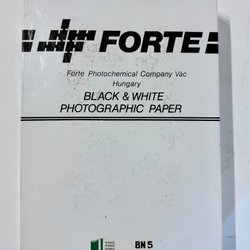 FORTE
Forte Photochemical Company Vác
Hungary
BLACK & WHITE
PHOTOGRAPHIC PAPER
BN 5